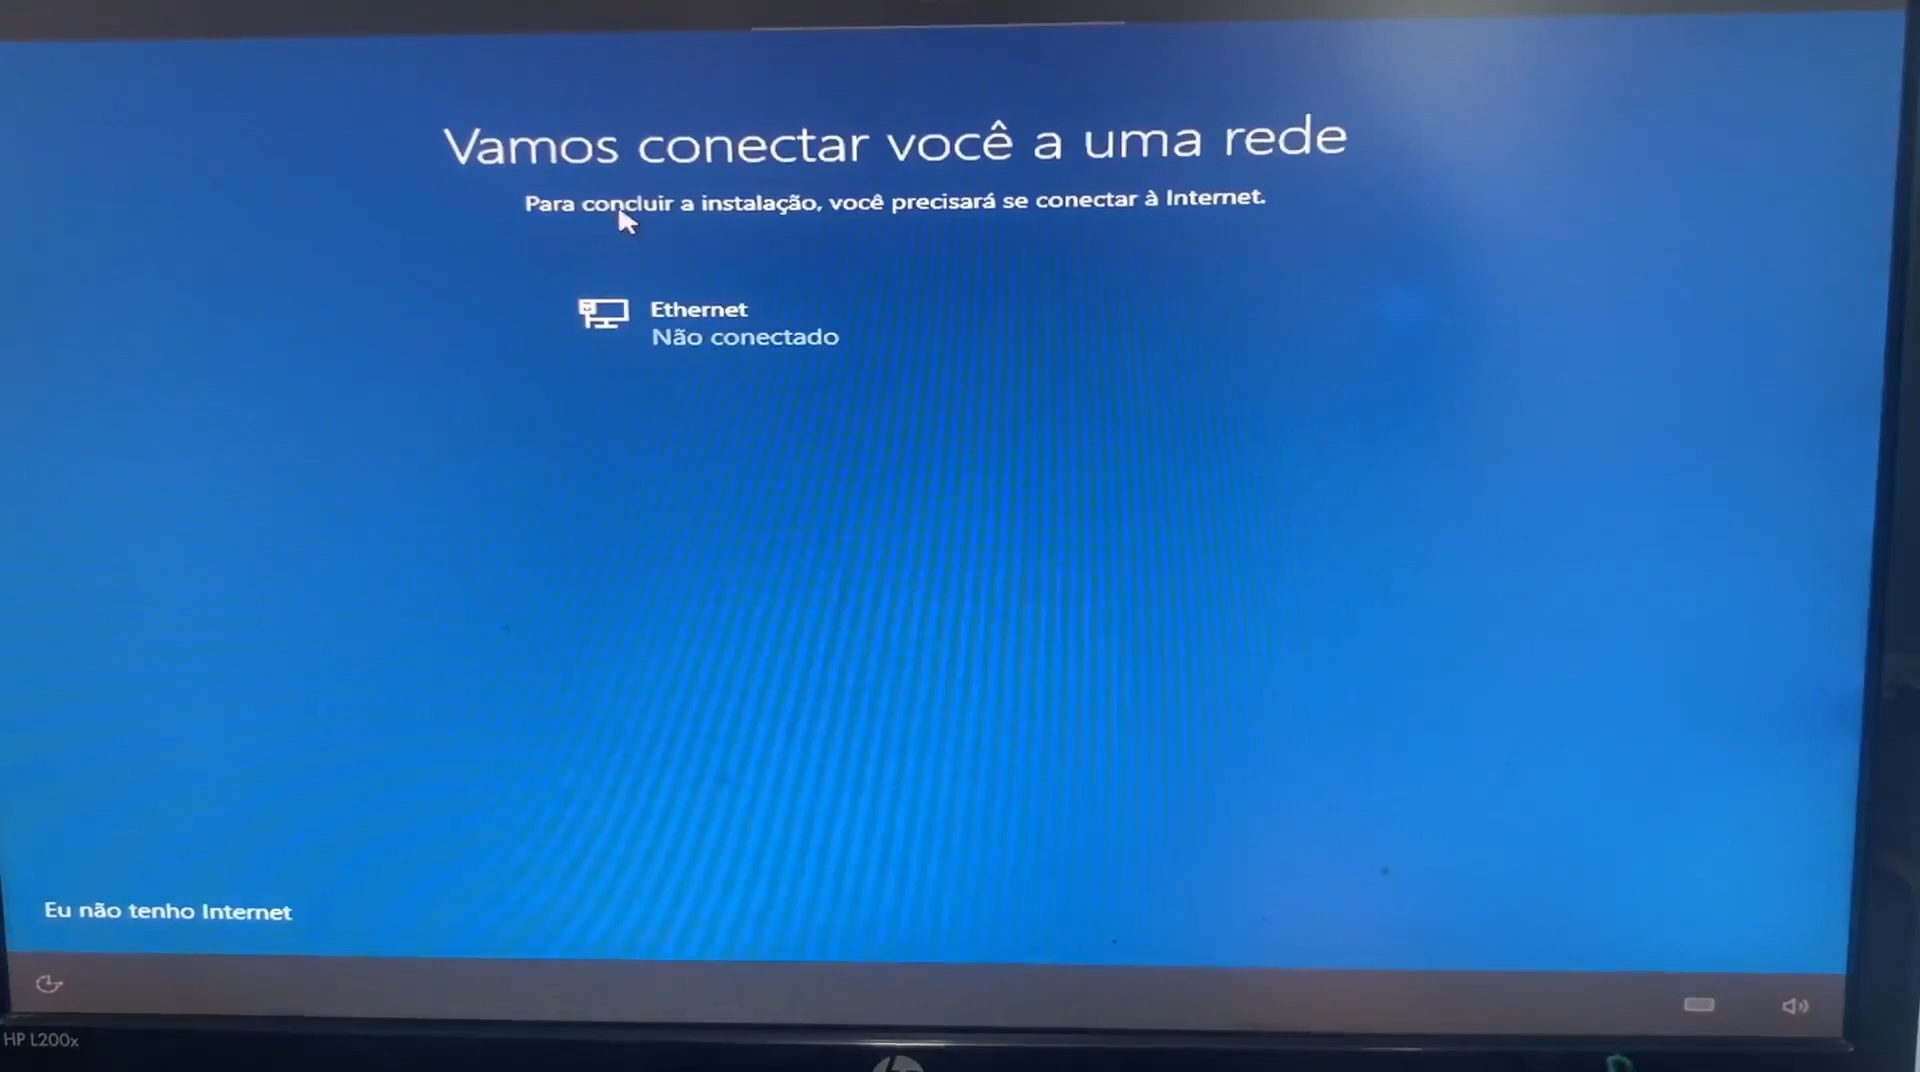 Vamos conectar você a uma rede
Para concluir a instalação, você precisará se conectar à Internet.
Ethernet
Não conectado
Eu não tenho Internet
HP L200x
hp